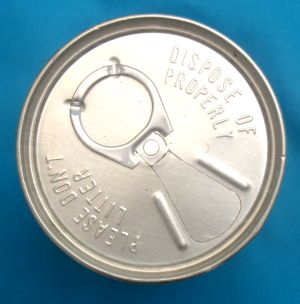 DISPOSE OF
PROPERLY
PLEASE DON'T
LITTER